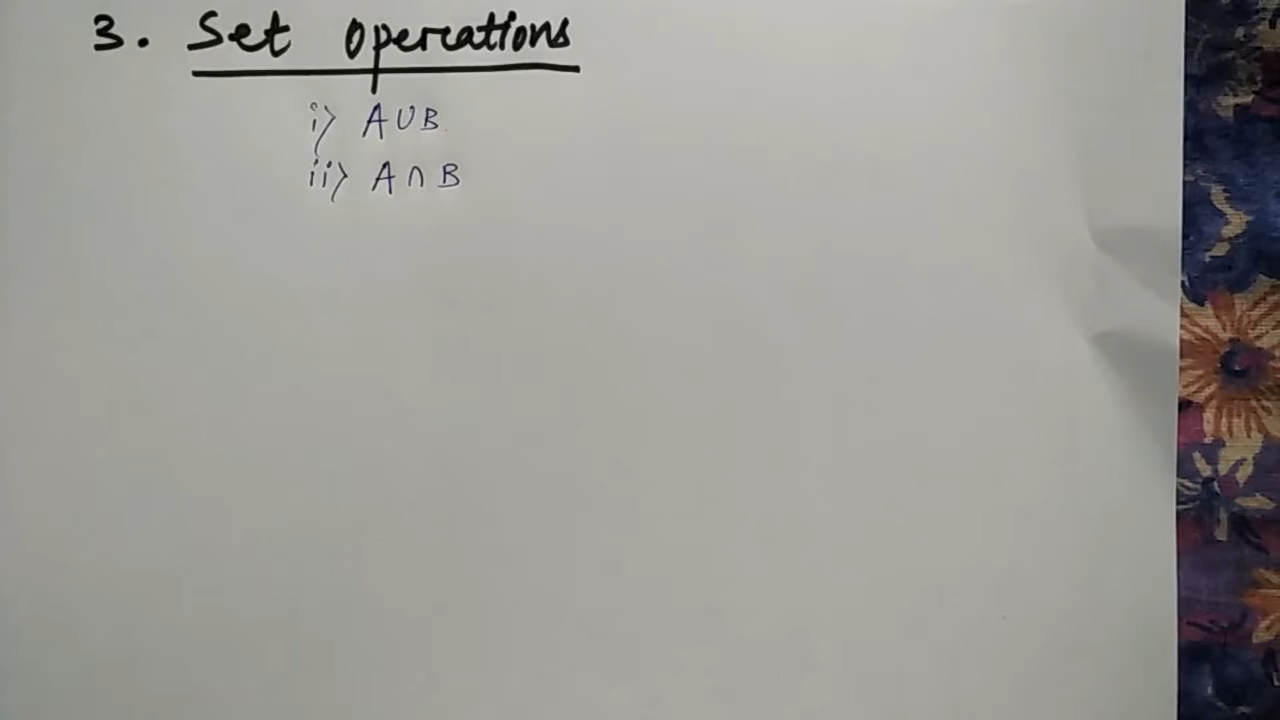 3. Set operations
i) A∪B
ii) A∩B